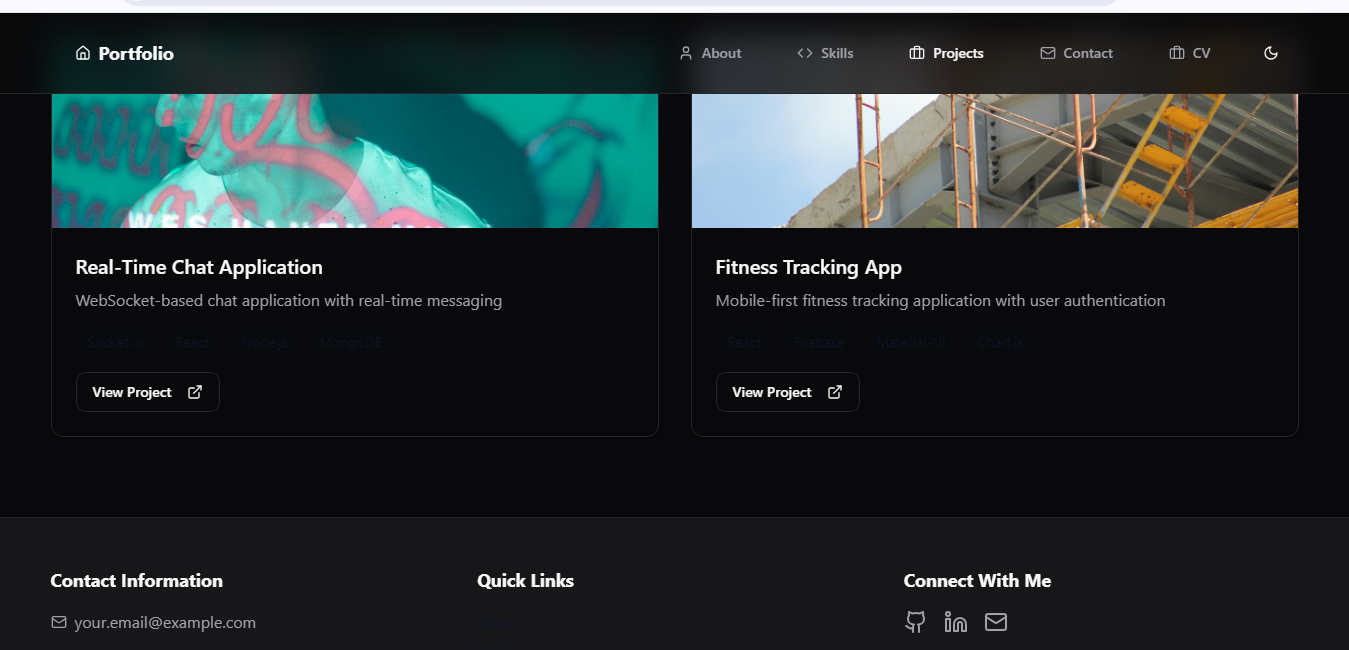 Portfolio
About
Skills
Projects
Contact
CV
Real-Time Chat Application
WebSocket-based chat application with real-time messaging
Socket.io React Node.js MongoDB
View Project
Fitness Tracking App
Mobile-first fitness tracking application with user authentication
React Firebase Material-UI Chart.js
View Project
Contact Information
your.email@example.com
Quick Links
Connect With Me